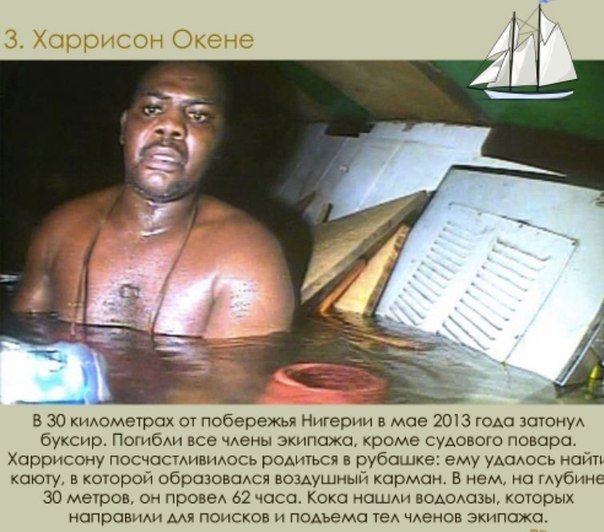 3. Харрисон Окене
В 30 километрах от побережья Нигерии в мае 2013 года затонул
буксир. Погибли все члены экипажа, кроме судового повара.
Харрисону посчастливилось родиться в рубашке: ему удалось найти
каюту, в которой образовался воздушный карман. В нем, на глубине
30 метров, он провел 62 часа. Кока нашли водолазы, которых
направили для поисков и подъема тел членов экипажа.